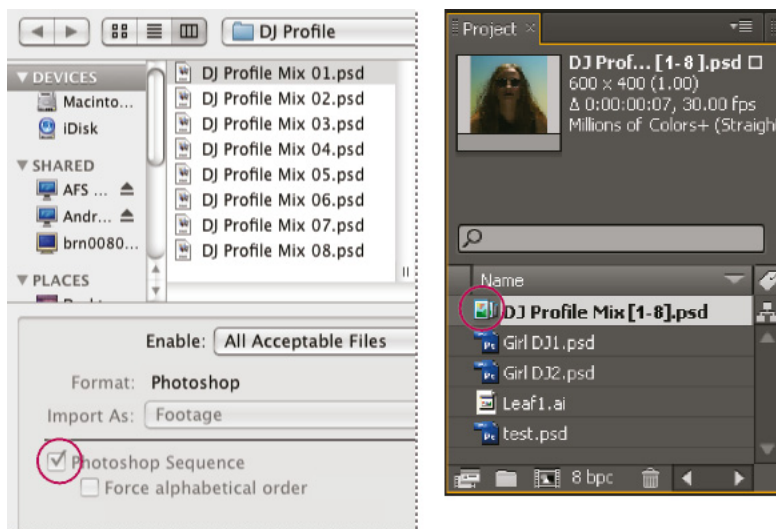 DJ Profile
DEVICES
Macinto...
iDisk
SHARED
AFS ...
Andr...
brn0080...
PLACES
DJ Profile Mix 01.psd
DJ Profile Mix 02.psd
DJ Profile Mix 03.psd
DJ Profile Mix 04.psd
DJ Profile Mix 05.psd
DJ Profile Mix 06.psd
DJ Profile Mix 07.psd
DJ Profile Mix 08.psd
Enable: All Acceptable Files
Format: Photoshop
Import As: Footage
Photoshop Sequence
Force alphabetical order
Project ×
DJ Prof... [1-8].psd
600 × 400 (1.00)
Δ 0:00:00:07, 30.00 fps
Millions of Colors+ (Straigh
Name
DJ Profile Mix[1-8].psd
Girl DJ1.psd
Girl DJ2.psd
Leaf1.ai
test.psd
8 bpc